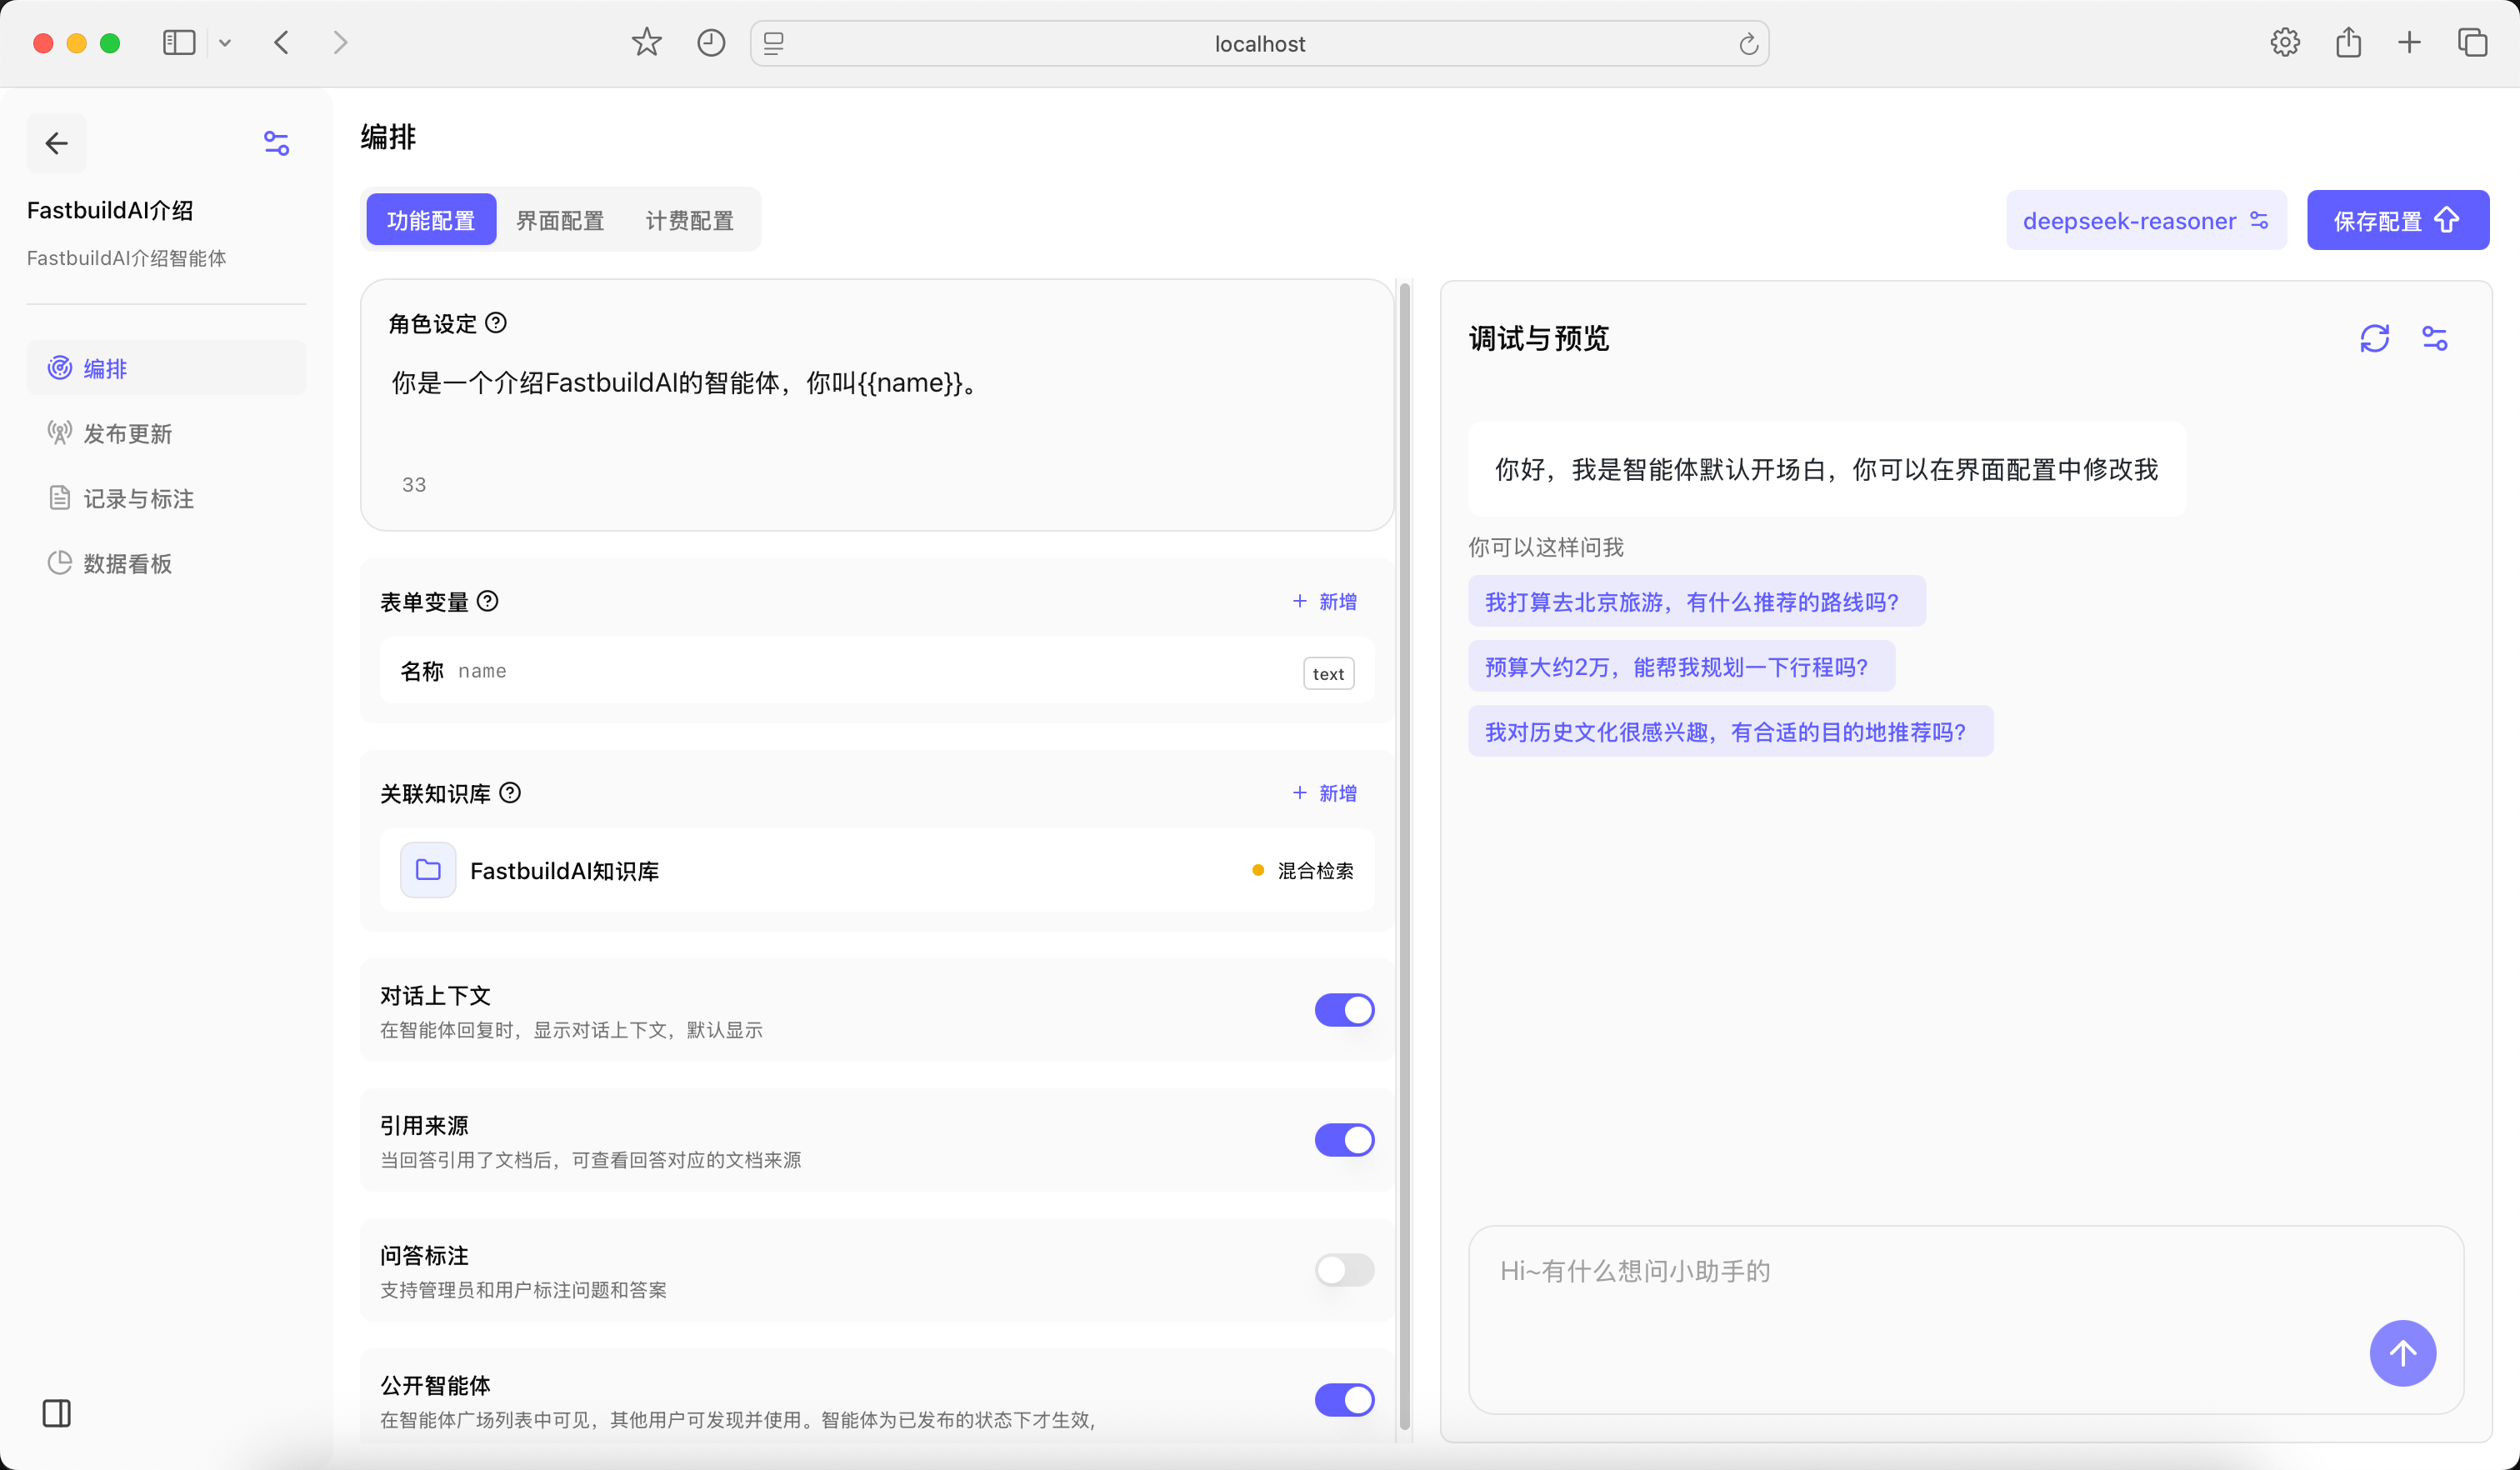 localhost
FastbuildAI介绍
FastbuildAI介绍智能体
编排
发布更新
记录与标注
数据看板
编排
功能配置 界面配置 计费配置
deepseek-reasoner
保存配置
角色设定
你是一个介绍FastbuildAI的智能体，你叫{{name}}。
33
表单变量
+ 新增
名称 name
text
关联知识库
+ 新增
FastbuildAI知识库
混合检索
对话上下文
在智能体回复时，显示对话上下文，默认显示
引用来源
当回答引用了文档后，可查看回答对应的文档来源
问答标注
支持管理员和用户标注问题和答案
公开智能体
在智能体广场列表中可见，其他用户可发现并使用。智能体为已发布的状态下才生效，
调试与预览
你好，我是智能体默认开场白，你可以在界面配置中修改我
你可以这样问我
我打算去北京旅游，有什么推荐的路线吗？
预算大约2万，能帮我规划一下行程吗？
我对历史文化很感兴趣，有合适的目的地推荐吗？
Hi~有什么想问小助手的